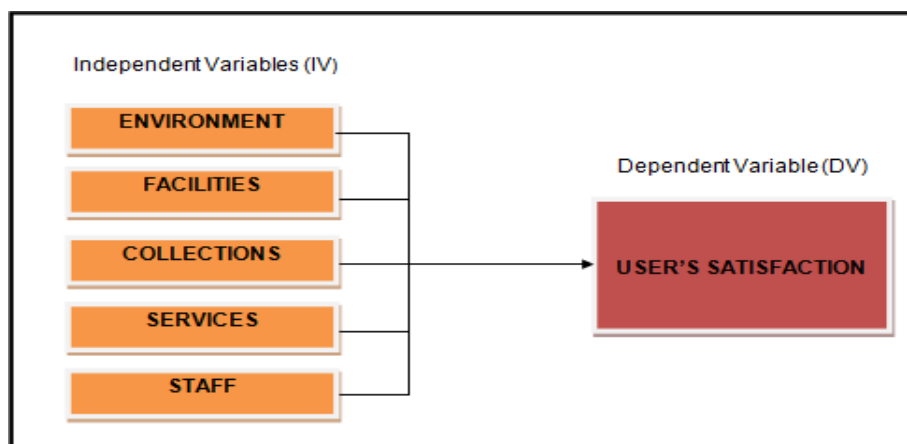 Independent Variables (IV)
ENVIRONMENT
FACILITIES
COLLECTIONS
SERVICES
STAFF
Dependent Variable (DV)
USER'S SATISFACTION